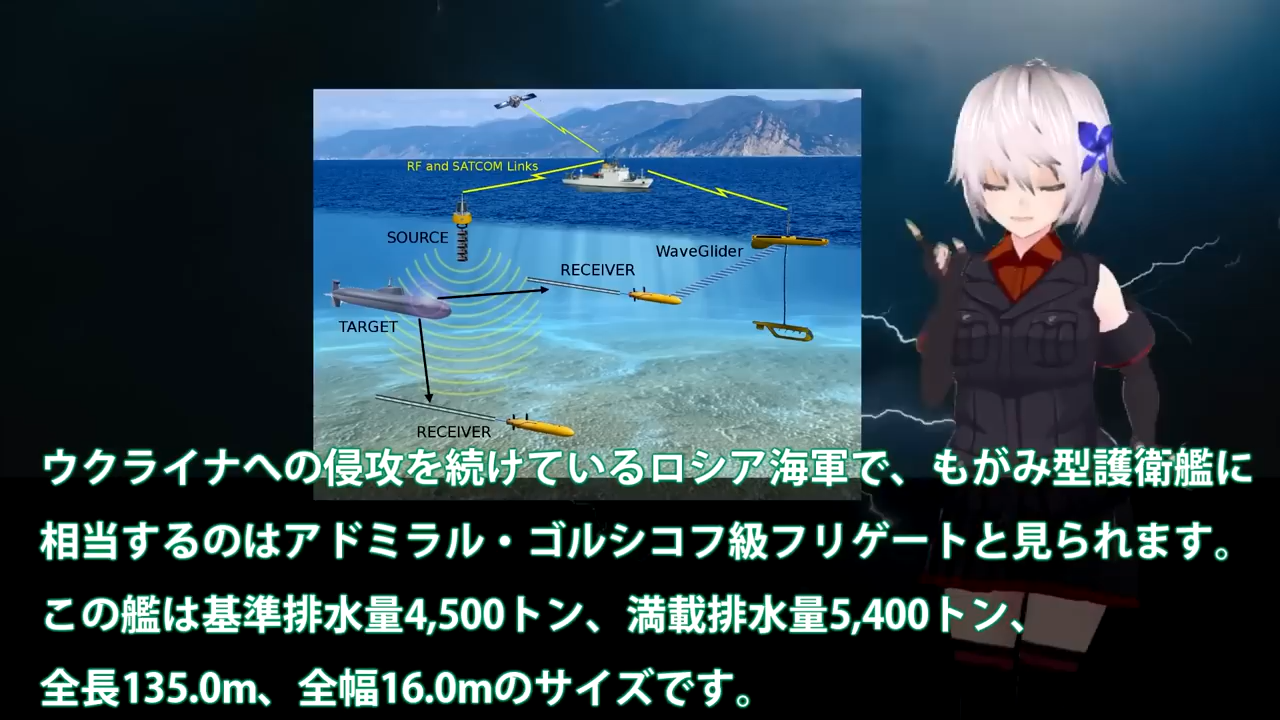 RF and SATCOM Links
SOURCE
WaveGlider
RECEIVER
TARGET
RECEIVER
ウクライナへの侵攻を続けているロシア海軍で、もがみ型護衛艦に
相当するのはアドミラル・ゴルシコフ級フリゲートと見られます。
この艦は基準排水量4,500トン、満載排水量5,400トン、
全長135.0m、全幅16.0mのサイズです。